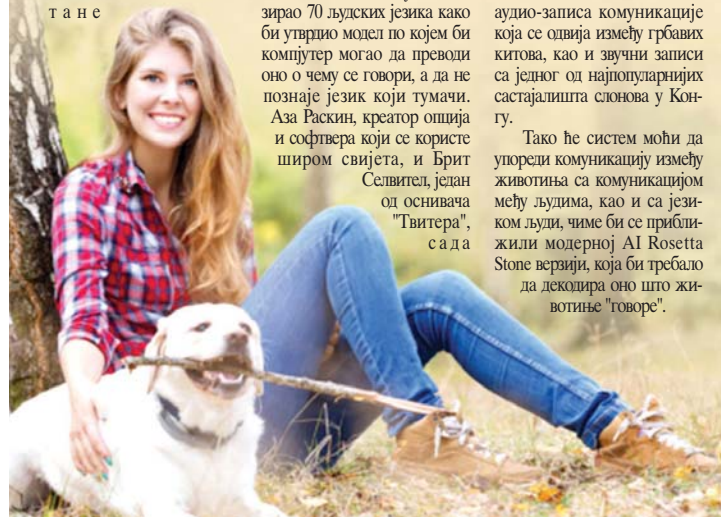 тане
зирао 70 људских језика како
би утврдио модел по којем би
компјутер могао да преводи
оно о чему се говори, а да не
познаје језик који тумачи.
Аза Раскин, креатор опција
и софтвера који се користе
широм свијета, и Брит
Селвител, један
од оснивача
"Твитера",
сада
аудио-записа комуникације
која се одвија између грбавих
китова, као и звучни записи
са једног од најпопуларнијих
састајалишта слонова у Кон-
гу.
Тако ће систем моћи да
упореди комуникацију између
животиња са комуникацијом
међу људима, као и са јези-
ком људи, чиме би се прибли-
жили модерној AI Rosetta
Stone верзији, која би требало
да декодира оно што жи-
вотиње "говоре".